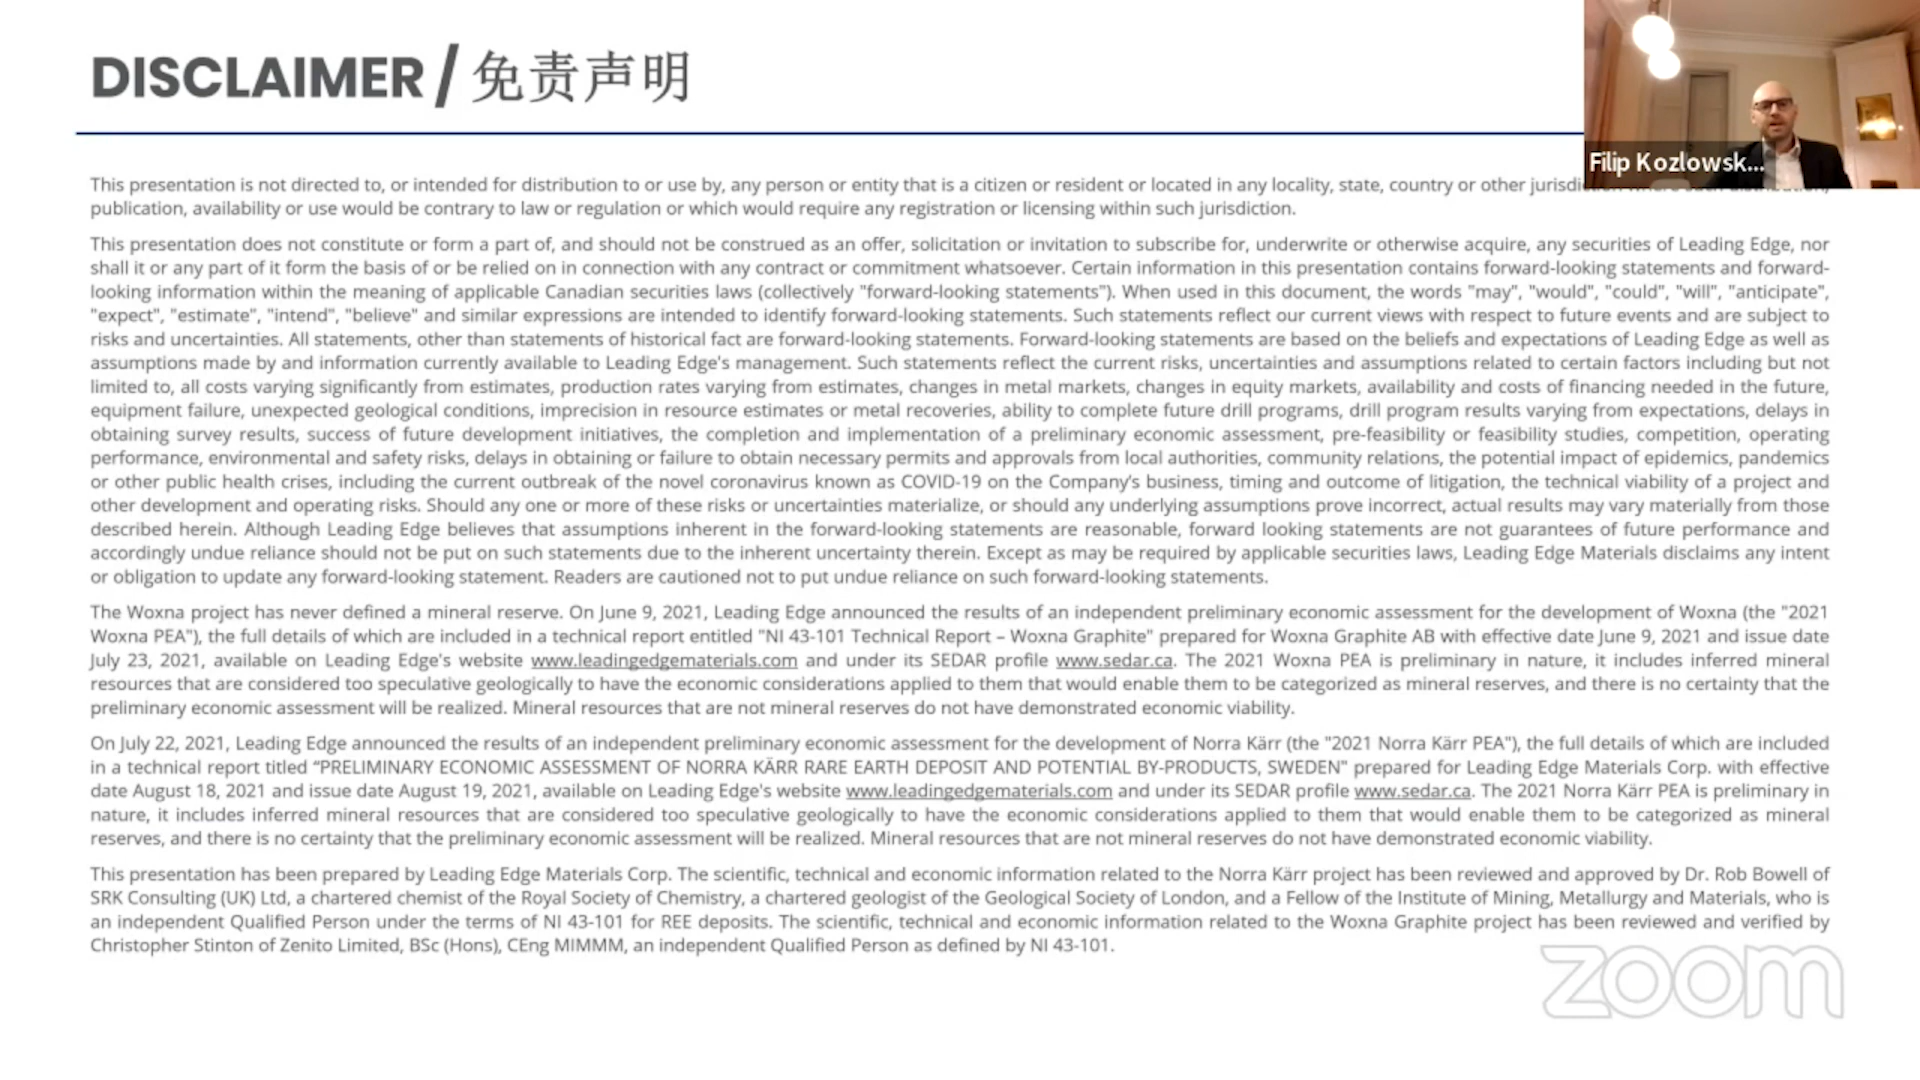 DISCLAIMER / 免责声明
Filip Kozlowsk...
This presentation is not directed to, or intended for distribution to or use by, any person or entity that is a citizen or resident or located in any locality, state, country or other
publication, availability or use would be contrary to law or regulation or which would require any registration or licensing within such jurisdiction.
This presentation does not constitute or form a part of, and should not be construed as an offer, solicitation or invitation to subscribe for, underwrite or otherwise acquire, any securities of Leading Edge, nor
shall it or any part of it form the basis of or be relied on in connection with any contract or commitment whatsoever. Certain information in this presentation contains forward-looking statements and forward-
looking information within the meaning of applicable Canadian securities laws (collectively "forward-looking statements"). When used in this document, the words "may", "would", "could", "will", "anticipate",
"expect", "estimate", "intend", "believe" and similar expressions are intended to identify forward-looking statements. Such statements reflect our current views with respect to future events and are subject to
risks and uncertainties. All statements, other than statements of historical fact are forward-looking statements. Forward-looking statements are based on the beliefs and expectations of Leading Edge as well as
assumptions made by and information currently available to Leading Edge's management. Such statements reflect the current risks, uncertainties and assumptions related to certain factors including but not
limited to, all costs varying significantly from estimates, production rates varying from estimates, changes in metal markets, changes in equity markets, availability and costs of financing needed in the future,
equipment failure, unexpected geological conditions, imprecision in resource estimates or metal recoveries, ability to complete future drill programs, drill program results varying from expectations, delays in
obtaining survey results, success of future development initiatives, the completion and implementation of a preliminary economic assessment, pre-feasibility or feasibility studies, competition, operating
performance, environmental and safety risks, delays in obtaining or failure to obtain necessary permits and approvals from local authorities, community relations, the potential impact of epidemics, pandemics
or other public health crises, including the current outbreak of the novel coronavirus known as COVID-19 on the Company's business, timing and outcome of litigation, the technical viability of a project and
other development and operating risks. Should any one or more of these risks or uncertainties materialize, or should any underlying assumptions prove incorrect, actual results may vary materially from those
described herein. Although Leading Edge believes that assumptions inherent in the forward-looking statements are reasonable, forward looking statements are not guarantees of future performance and
accordingly undue reliance should not be put on such statements due to the inherent uncertainty therein. Except as may be required by applicable securities laws, Leading Edge Materials disclaims any intent
or obligation to update any forward-looking statement. Readers are cautioned not to put undue reliance on such forward-looking statements.
The Woxna project has never defined a mineral reserve. On June 9, 2021, Leading Edge announced the results of an independent preliminary economic assessment for the development of Woxna (the "2021
Woxna PEA"), the full details of which are included in a technical report entitled "NI 43-101 Technical Report – Woxna Graphite" prepared for Woxna Graphite AB with effective date June 9, 2021 and issue date
July 23, 2021, available on Leading Edge's website www.leadingedgematerials.com and under its SEDAR profile www.sedar.ca. The 2021 Woxna PEA is preliminary in nature, it includes inferred mineral
resources that are considered too speculative geologically to have the economic considerations applied to them that would enable them to be categorized as mineral reserves, and there is no certainty that the
preliminary economic assessment will be realized. Mineral resources that are not mineral reserves do not have demonstrated economic viability.
On July 22, 2021, Leading Edge announced the results of an independent preliminary economic assessment for the development of Norra Kärr (the "2021 Norra Kärr PEA"), the full details of which are included
in a technical report titled “PRELIMINARY ECONOMIC ASSESSMENT OF NORRA KÄRR RARE EARTH DEPOSIT AND POTENTIAL BY-PRODUCTS, SWEDEN" prepared for Leading Edge Materials Corp. with effective
date August 18, 2021 and issue date August 19, 2021, available on Leading Edge's website www.leadingedgematerials.com and under its SEDAR profile www.sedar.ca. The 2021 Norra Kärr PEA is preliminary in
nature, it includes inferred mineral resources that are considered too speculative geologically to have the economic considerations applied to them that would enable them to be categorized as mineral
reserves, and there is no certainty that the preliminary economic assessment will be realized. Mineral resources that are not mineral reserves do not have demonstrated economic viability.
This presentation has been prepared by Leading Edge Materials Corp. The scientific, technical and economic information related to the Norra Kärr project has been reviewed and approved by Dr. Rob Bowell of
SRK Consulting (UK) Ltd, a chartered chemist of the Royal Society of Chemistry, a chartered geologist of the Geological Society of London, and a Fellow of the Institute of Mining, Metallurgy and Materials, who is
an independent Qualified Person under the terms of NI 43-101 for REE deposits. The scientific, technical and economic information related to the Woxna Graphite project has been reviewed and verified by
Christopher Stinton of Zenito Limited, BSc (Hons), CEng MIMMM, an independent Qualified Person as defined by NI 43-101.
zoom